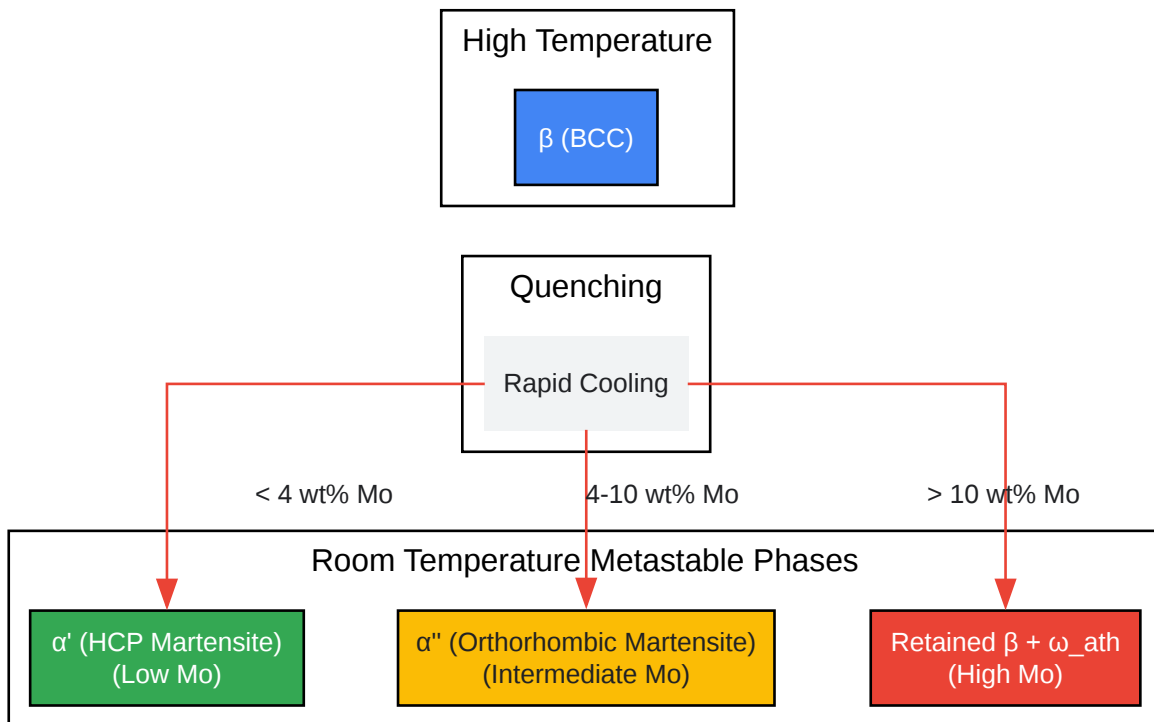 High Temperature
β (BCC)
Quenching
Rapid Cooling
< 4 wt% Mo
4-10 wt% Mo
> 10 wt% Mo
Room Temperature Metastable Phases
α' (HCP Martensite)
(Low Mo)
α'' (Orthorhombic Martensite)
(Intermediate Mo)
Retained β + ω_ath
(High Mo)